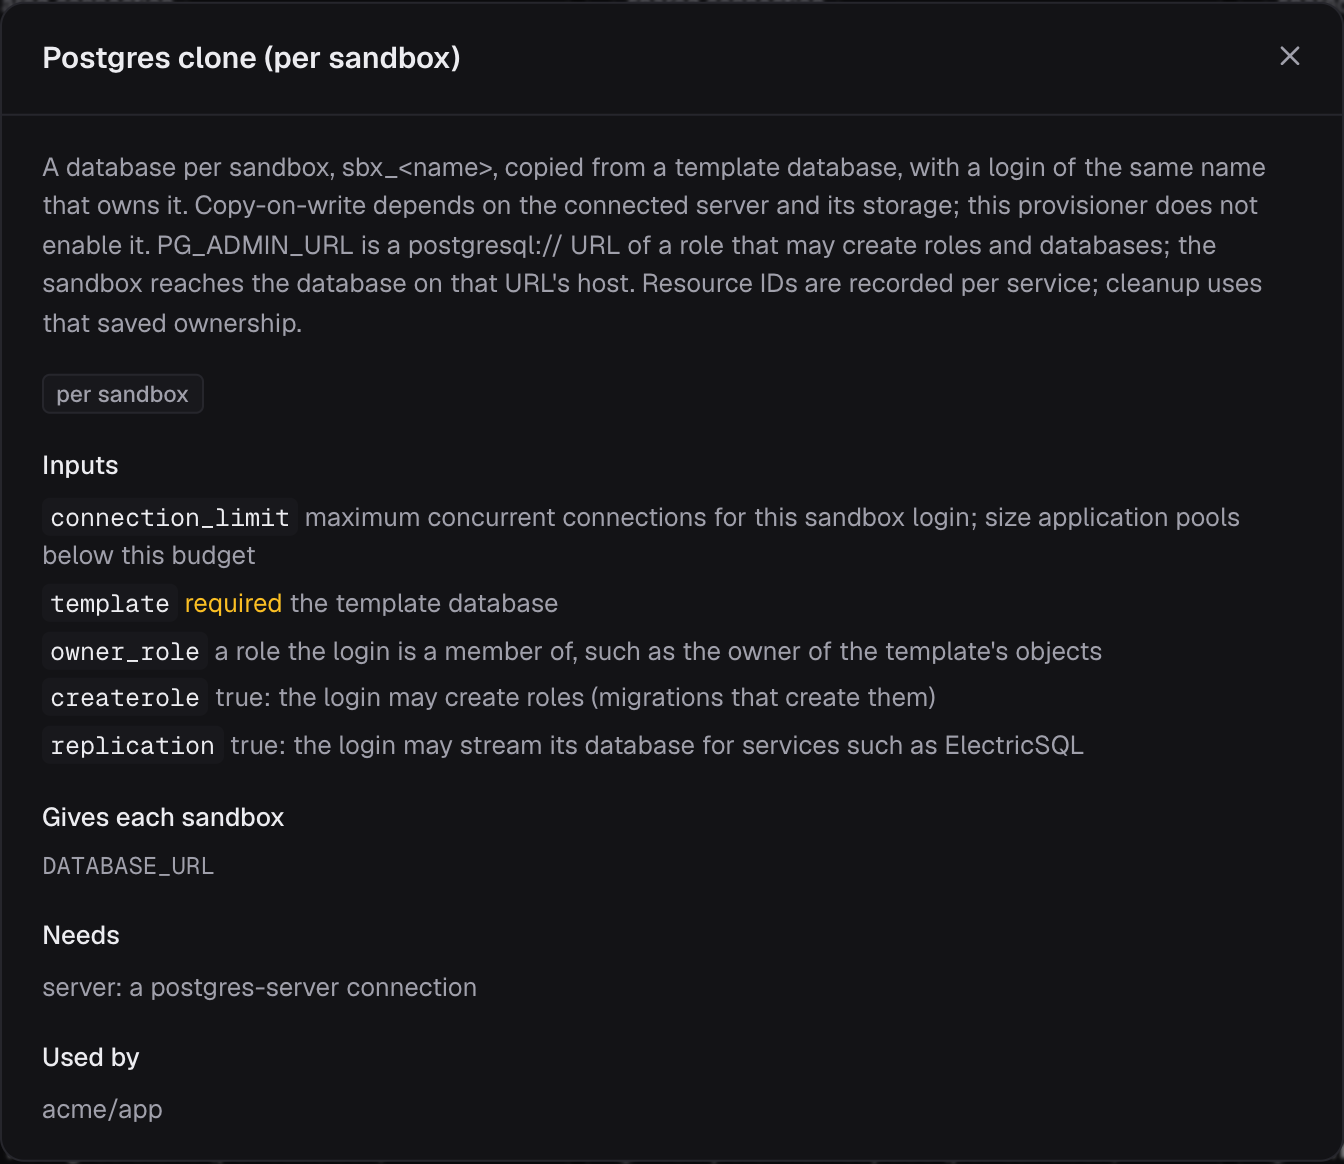 Postgres clone (per sandbox)
A database per sandbox, sbx_<name>, copied from a template database, with a login of the same name
that owns it. Copy-on-write depends on the connected server and its storage; this provisioner does not
enable it. PG_ADMIN_URL is a postgresql:// URL of a role that may create roles and databases; the
sandbox reaches the database on that URL's host. Resource IDs are recorded per service; cleanup uses
that saved ownership.
per sandbox
Inputs
connection_limit maximum concurrent connections for this sandbox login; size application pools
below this budget
template required the template database
owner_role a role the login is a member of, such as the owner of the template's objects
createrole true: the login may create roles (migrations that create them)
replication true: the login may stream its database for services such as ElectricSQL
Gives each sandbox
DATABASE_URL
Needs
server: a postgres-server connection
Used by
acme/app